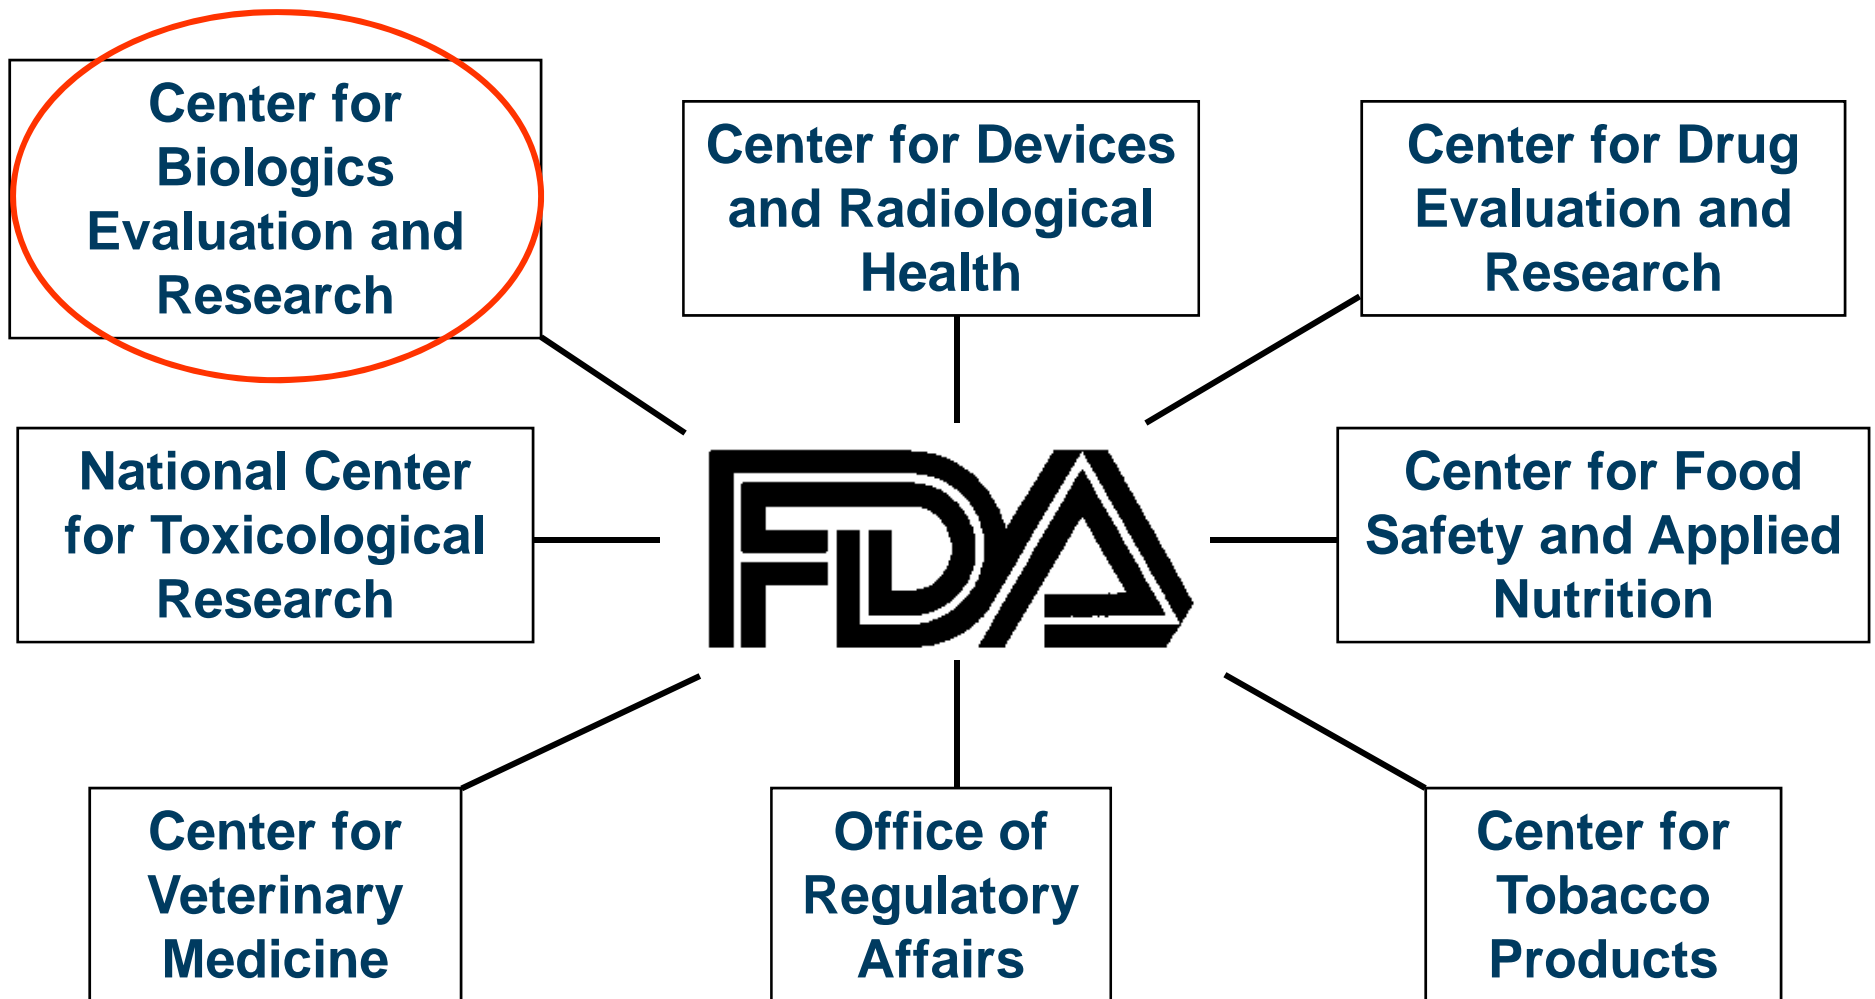 Center for
Biologics
Evaluation and
Research
Center for Devices
and Radiological
Health
Center for Drug
Evaluation and
Research
National Center
for Toxicological
Research
FDA
Center for Food
Safety and Applied
Nutrition
Center for
Veterinary
Medicine
Office of
Regulatory
Affairs
Center for
Tobacco
Products